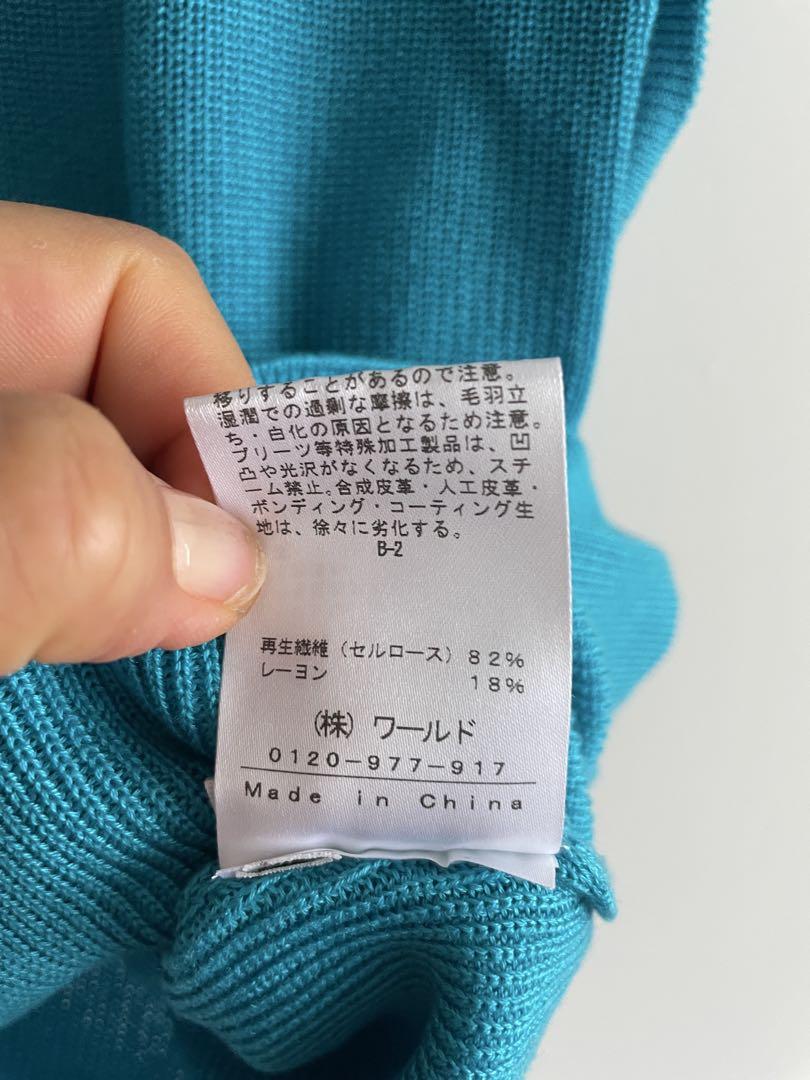 移りすることがあるので注意。
湿潤での過剰な摩擦は、毛羽立
ち・白化の原因となるため注意。
プリーツ等特殊加工製品は、凹
凸や光沢がなくなるため、スチ
ーム禁止。合成皮革・人工皮革・
ボンディング・コーティング生
地は、徐々に劣化する。
B-2
再生繊維(セルロース) 82%
レーヨン 18%
(株) ワールド
0120-977-917
Made in China